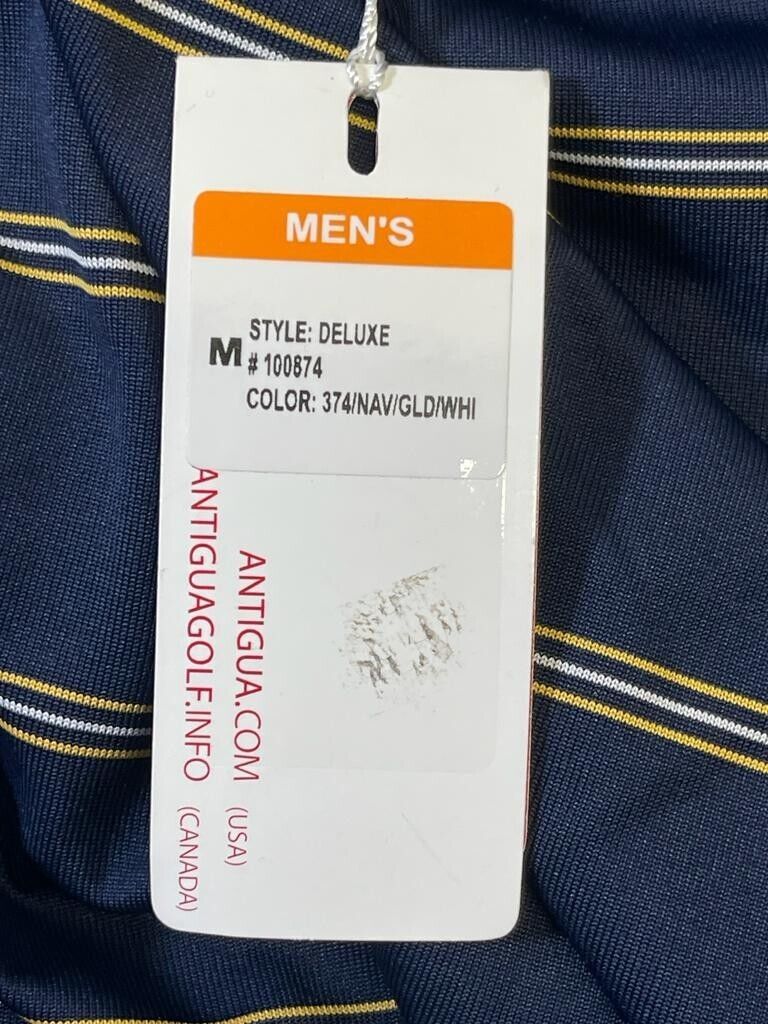 MEN'S
M
STYLE: DELUXE
# 100874
COLOR: 374/NAV/GLD/WHI
ANTIGUA.COM (USA)
ANTIGUAGOLF.INFO (CANADA)